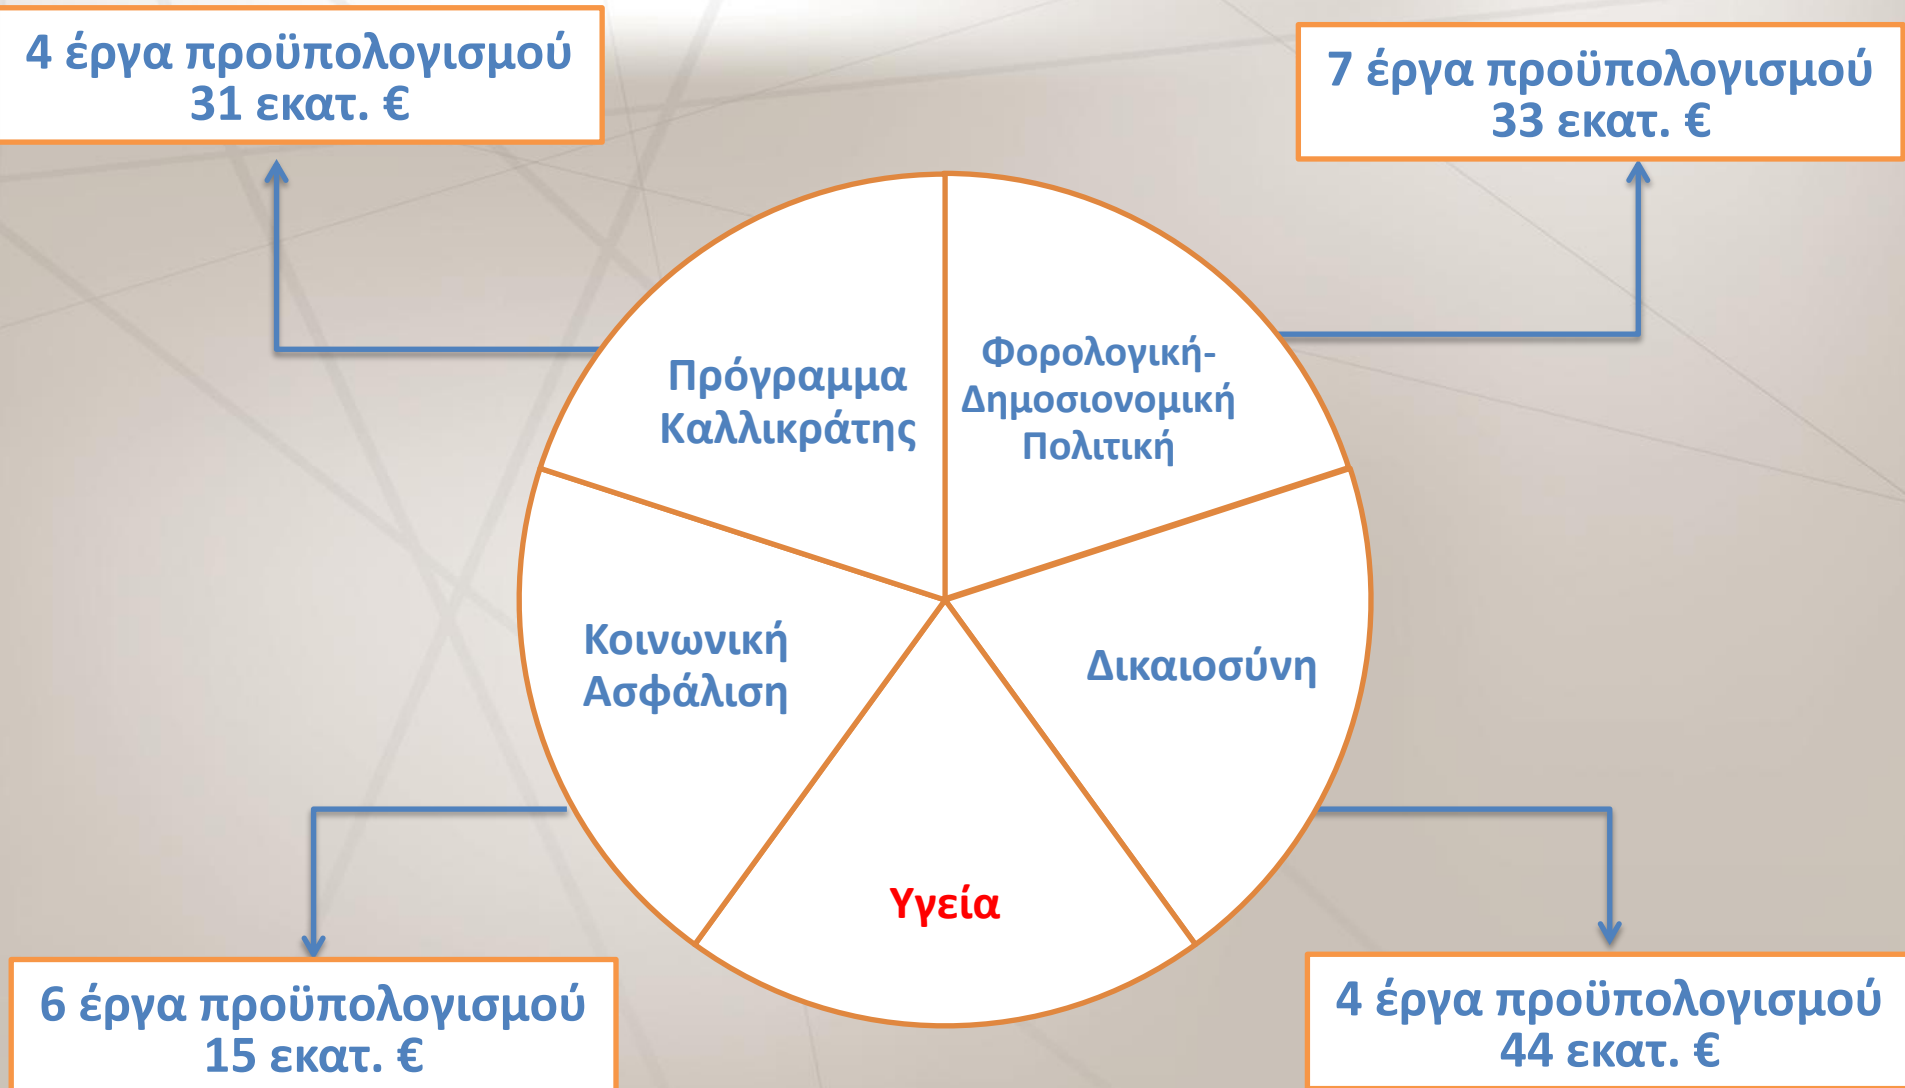 4 έργα προϋπολογισμού
31 εκατ. €
7 έργα προϋπολογισμού
33 εκατ. €
Πρόγραμμα
Καλλικράτης
Φορολογική-
Δημοσιονομική
Πολιτική
Κοινωνική
Ασφάλιση
Δικαιοσύνη
Υγεία
6 έργα προϋπολογισμού
15 εκατ. €
4 έργα προϋπολογισμού
44 εκατ. €